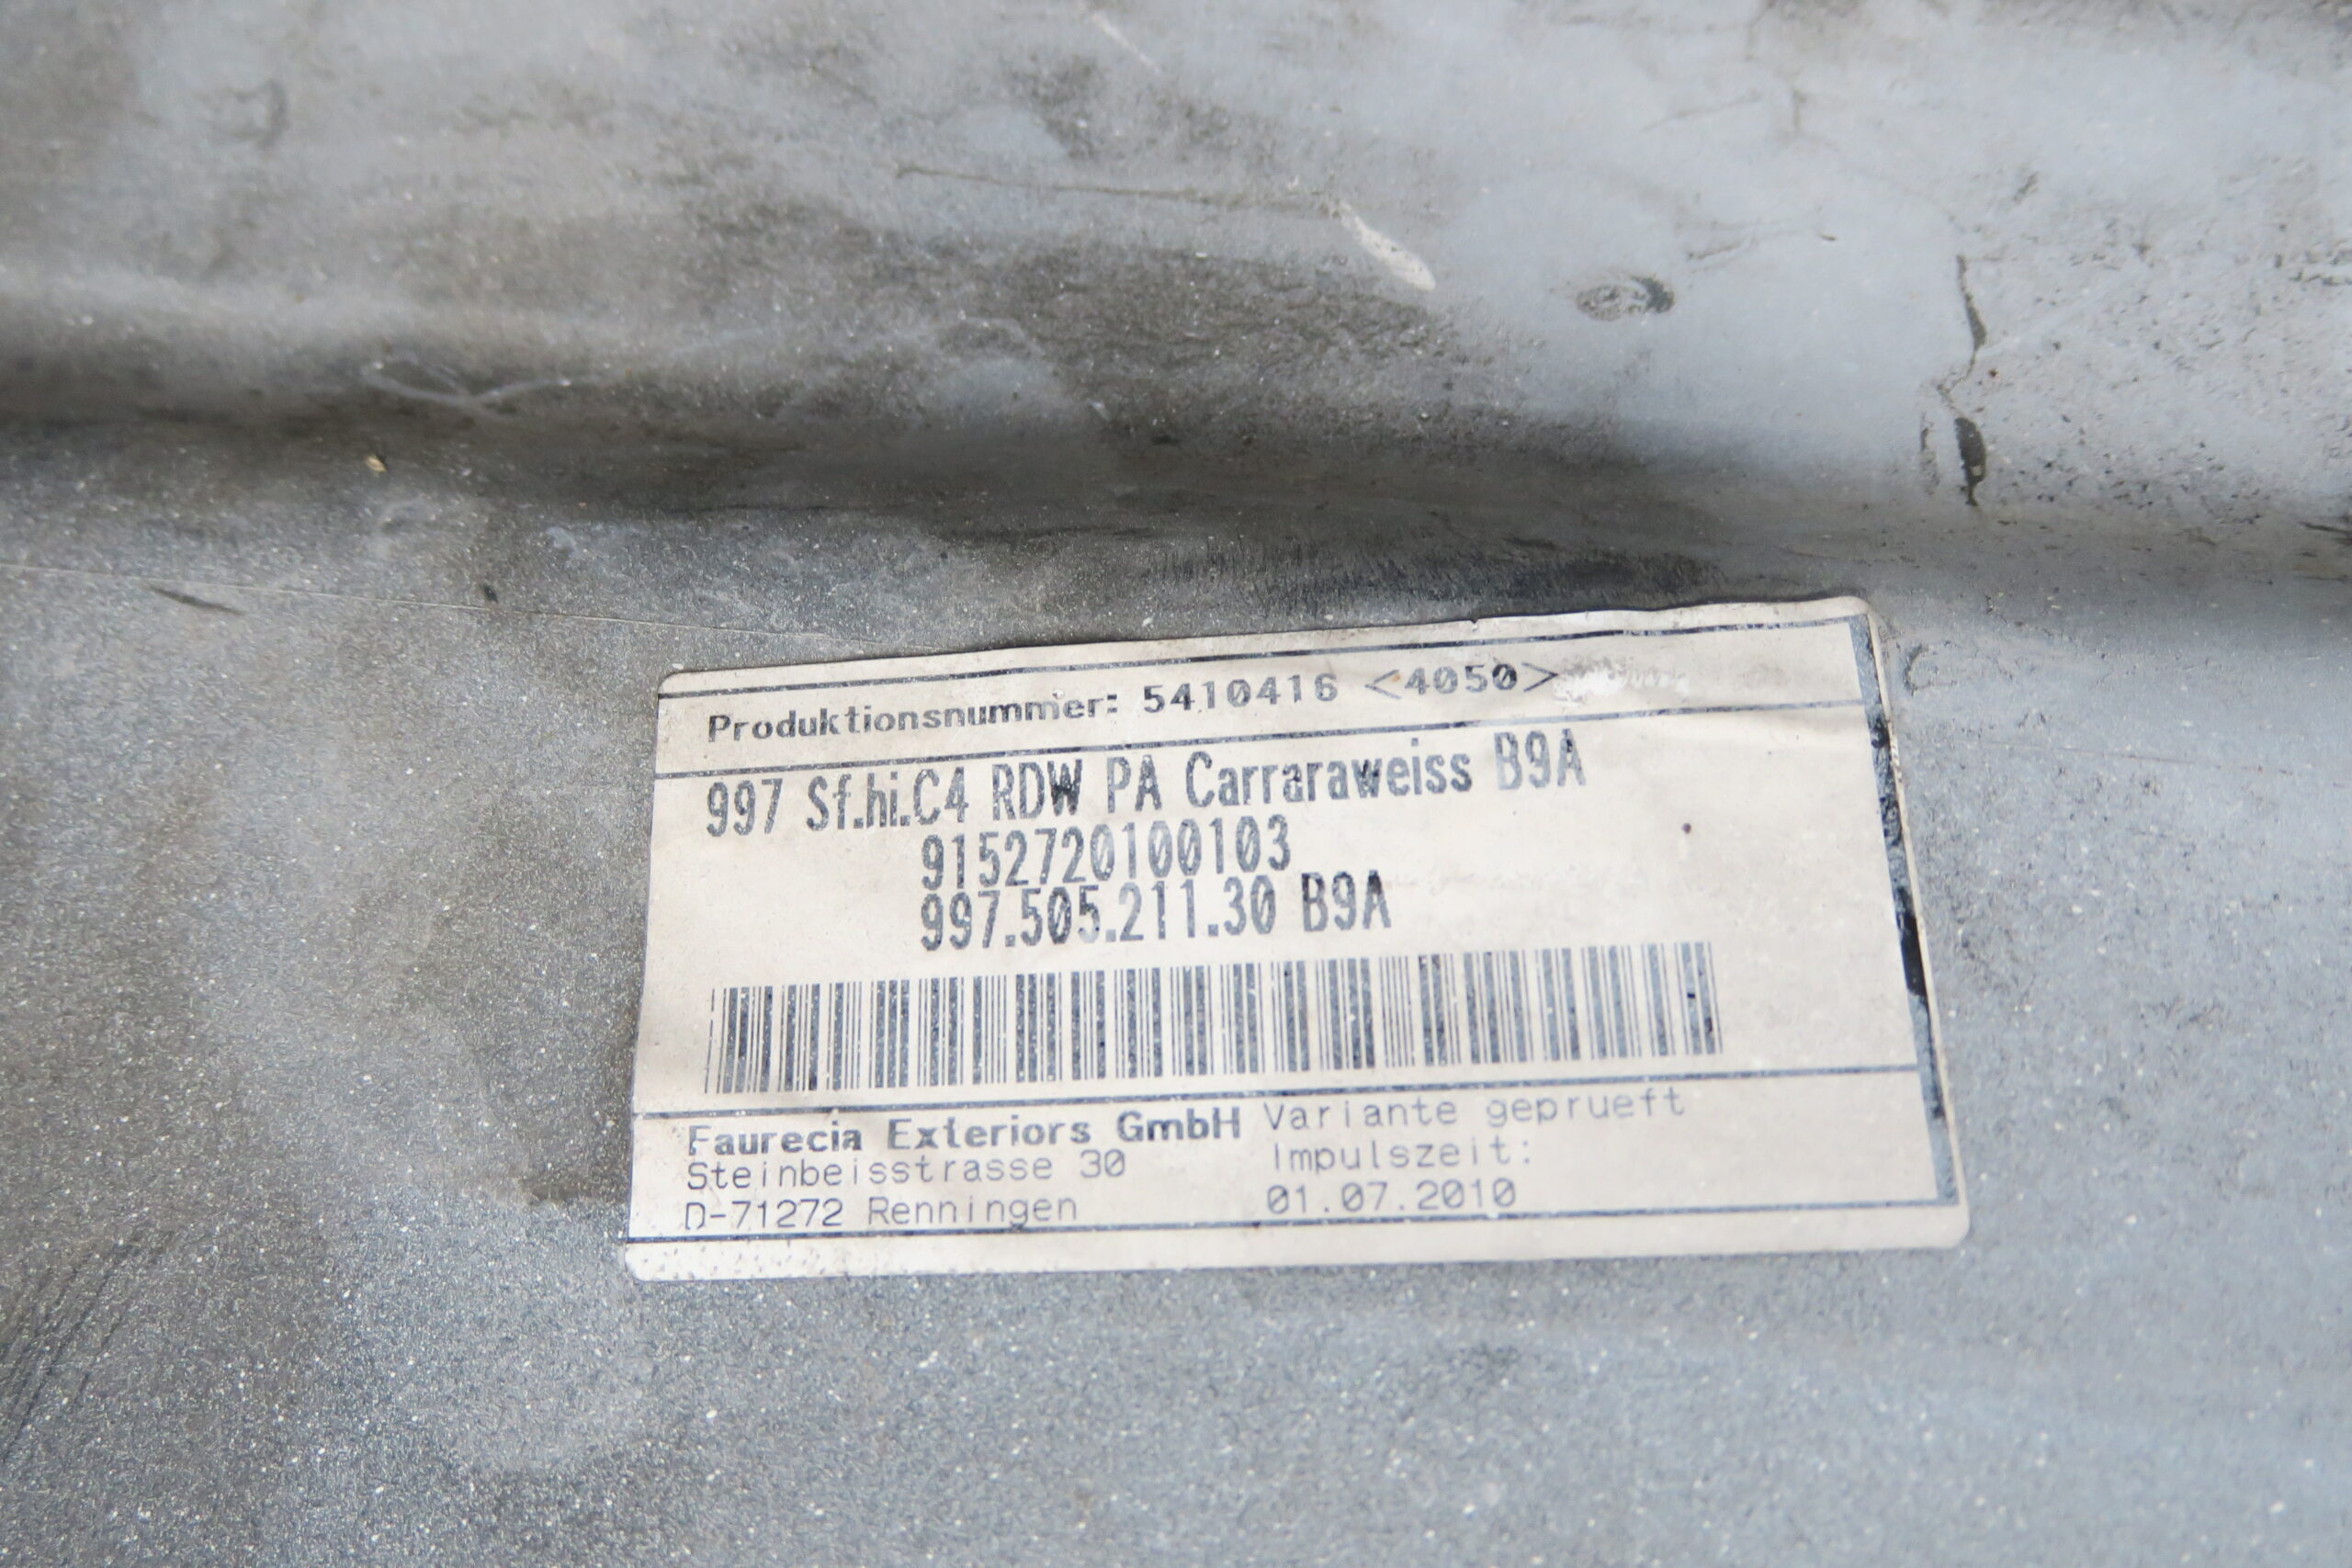 Produktionsnummer: 5410416 <4050>
997 Sf.hi.C4 RDW PA Carraraweiss B9A
9152720100103
997.505.211.30 B9A
Faurecia Exteriors GmbH
Steinbeisstrasse 30
D-71272 Renningen
Variante geprueft
Impulszeit:
01.07.2010